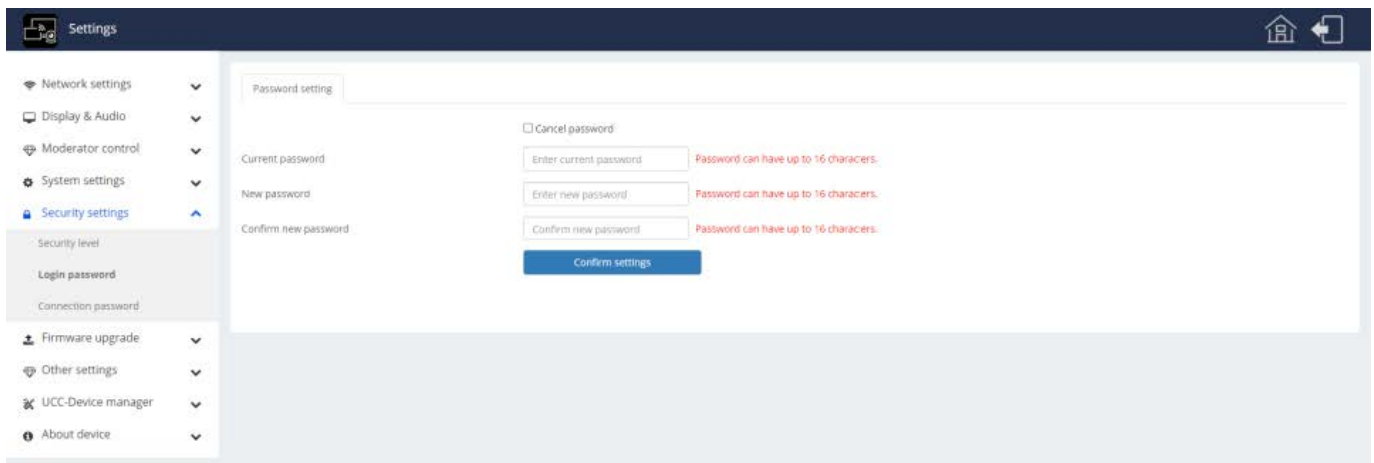 Settings
Network settings
Display & Audio
Moderator control
System settings
Security settings
Security level
Login password
Connection password
Firmware upgrade
Other settings
UCC-Device manager
About device
Password setting
Cancel password
Current password
Enter current password
Password can have up to 16 characers.
New password
Enter new password
Password can have up to 16 characers.
Confirm new password
Confirm new password
Password can have up to 16 characers.
Confirm settings